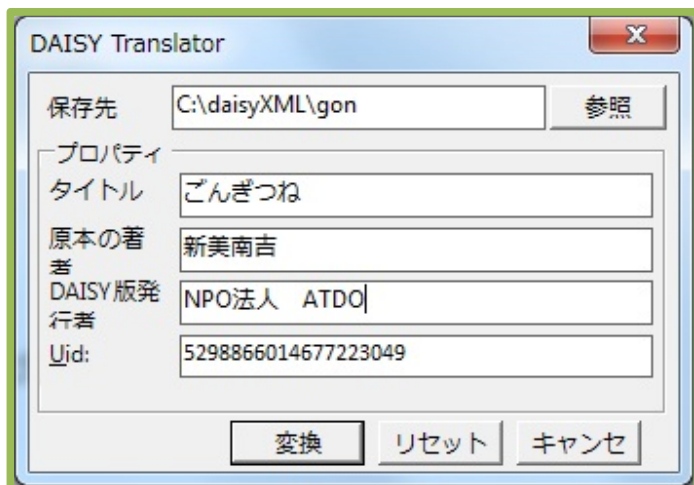 DAISY Translator
保存先 C:\daisyXML\gon 参照
プロパティ
タイトル ごんぎつね
原本の著
者 新美南吉
DAISY版発
行者 NPO法人　ATDO
Uid: 5298866014677223049
変換 リセット キャンセ